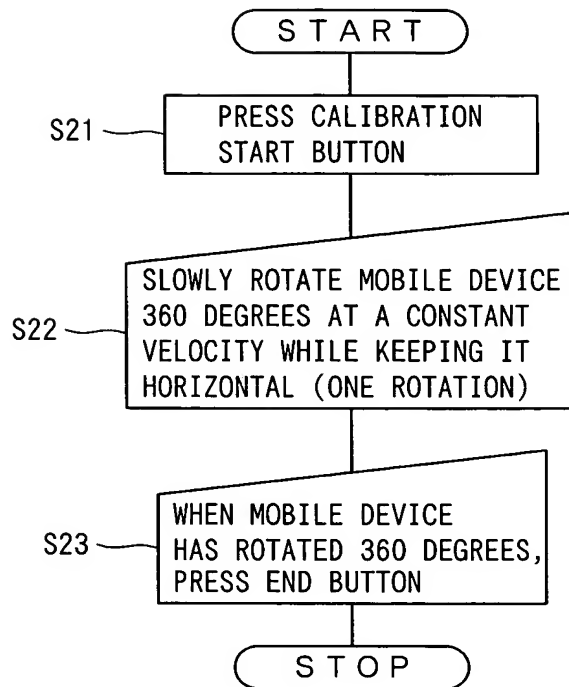 START
S21
PRESS CALIBRATION
START BUTTON
S22
SLOWLY ROTATE MOBILE DEVICE
360 DEGREES AT A CONSTANT
VELOCITY WHILE KEEPING IT
HORIZONTAL (ONE ROTATION)
S23
WHEN MOBILE DEVICE
HAS ROTATED 360 DEGREES,
PRESS END BUTTON
STOP